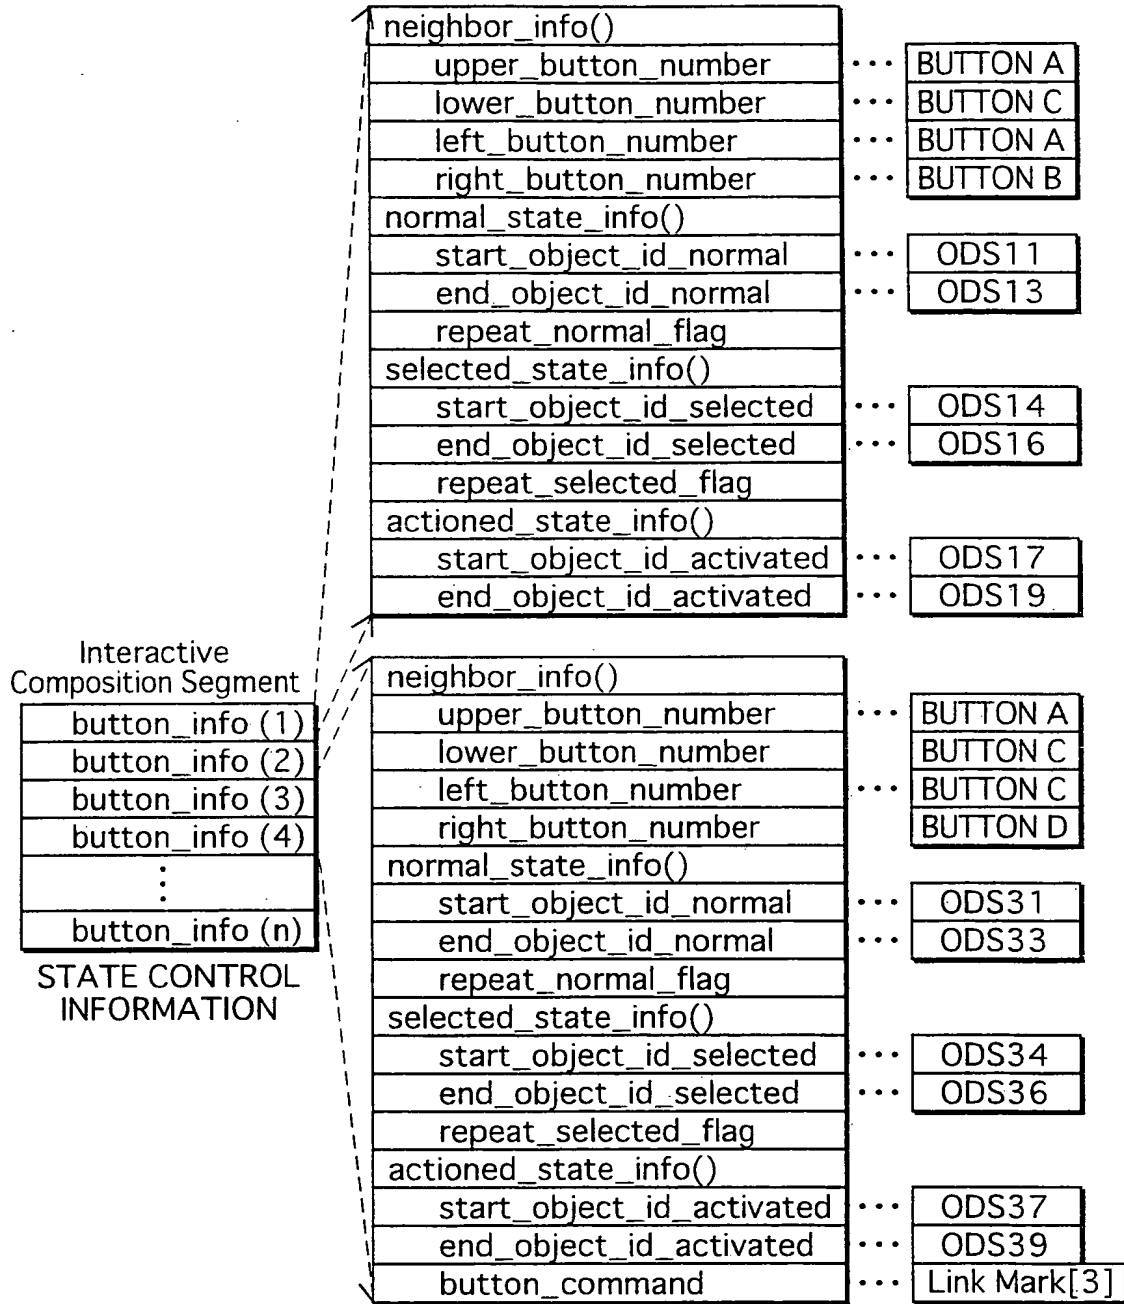 neighbor_info()
upper_button_number ··· BUTTON A
lower_button_number ··· BUTTON C
left_button_number ··· BUTTON A
right_button_number ··· BUTTON B
normal_state_info()
start_object_id_normal ··· ODS11
end_object_id_normal ··· ODS13
repeat_normal_flag
selected_state_info()
start_object_id_selected ··· ODS14
end_object_id_selected ··· ODS16
repeat_selected_flag
actioned_state_info()
start_object_id_activated ··· ODS17
end_object_id_activated ··· ODS19
Interactive
Composition Segment
button_info (1)
button_info (2)
button_info (3)
button_info (4)
⋮
button_info (n)
STATE CONTROL
INFORMATION
neighbor_info()
upper_button_number ··· BUTTON A
lower_button_number BUTTON C
left_button_number ··· BUTTON C
right_button_number BUTTON D
normal_state_info()
start_object_id_normal ··· ODS31
end_object_id_normal ··· ODS33
repeat_normal_flag
selected_state_info()
start_object_id_selected ··· ODS34
end_object_id_selected ··· ODS36
repeat_selected_flag
actioned_state_info()
start_object_id_activated ··· ODS37
end_object_id_activated ··· ODS39
button_command ··· Link Mark[3]